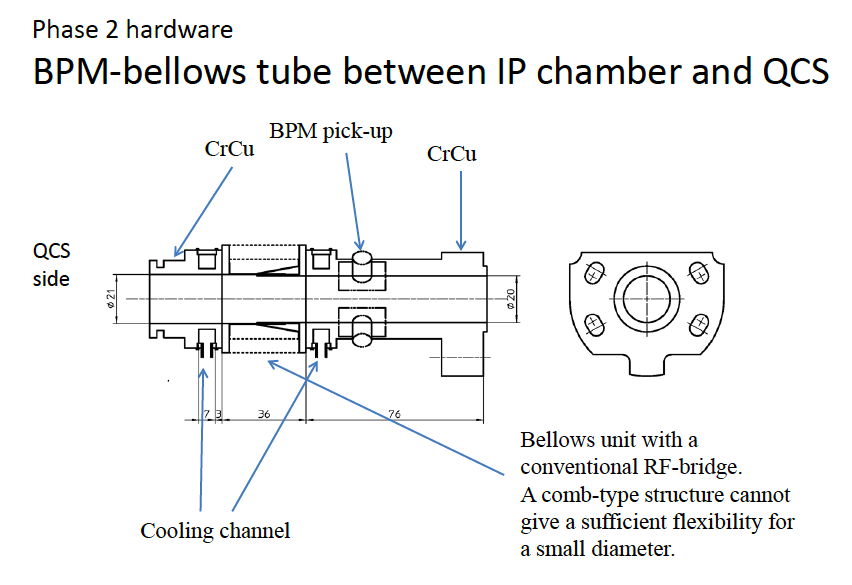 Phase 2 hardware
BPM-bellows tube between IP chamber and QCS
BPM pick-up
CrCu
CrCu
QCS
side
ø21
ø20
7 3 36 76
Cooling channel
Bellows unit with a
conventional RF-bridge.
A comb-type structure cannot
give a sufficient flexibility for
a small diameter.